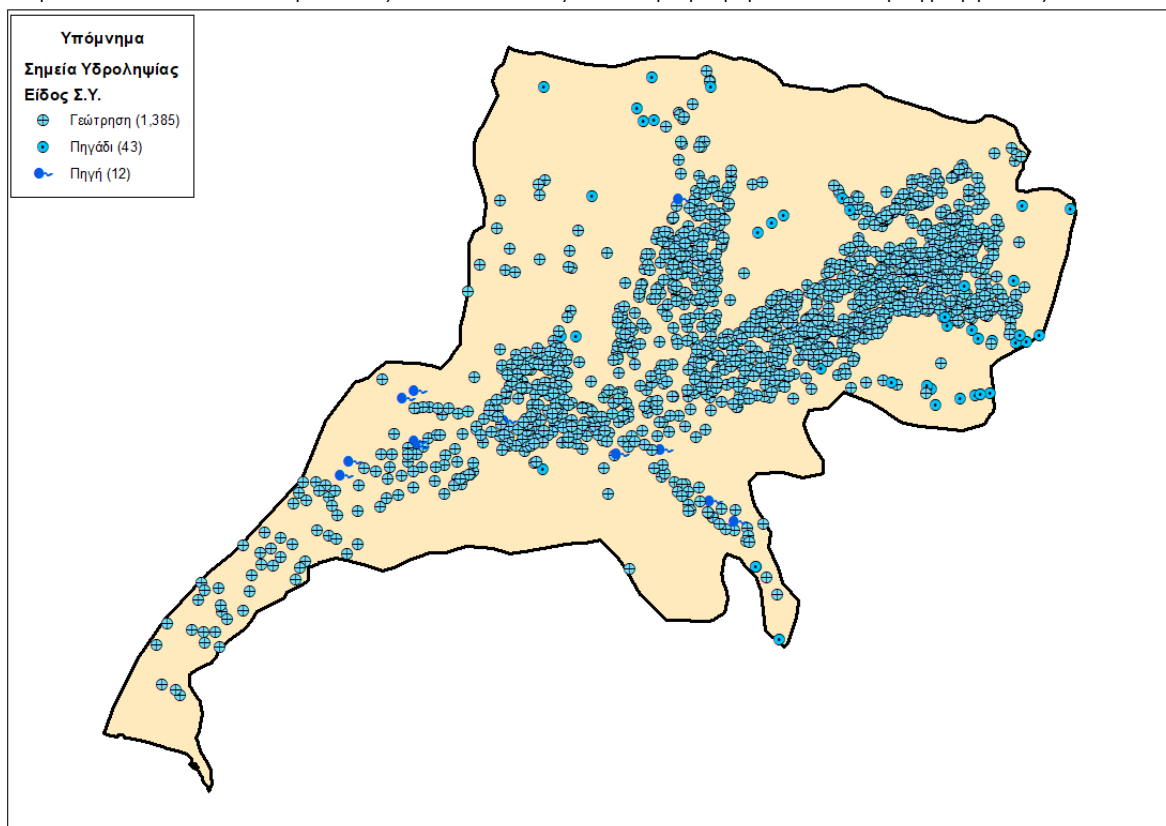 Υπόμνημα
Σημεία Υδροληψίας
Είδος Σ.Υ.
Γεώτρηση (1,385)
Πηγάδι (43)
Πηγή (12)